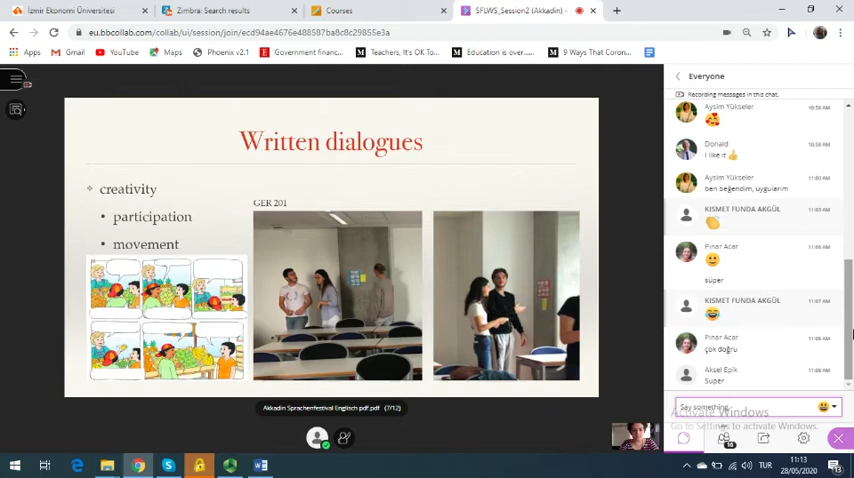 İzmir Ekonomi Üniversitesi
Zimbra: Search results
Courses
SFLWS_Session2 (Akkadin) -
eu.bbcollab.com/collab/ui/session/join/ecd94ae4676e488587ba8c8c29855e3a
Apps
Gmail
YouTube
Maps
Phoenix v2.1
Government financ...
Teachers, It's OK To...
Education is over...
9 Ways That Coron...
Written dialogues
creativity
participation
movement
GER 201
Akkadin Sprachenfestival Englisch pdf.pdf (7/12)
Everyone
Recording messages in this chat.
Aysim Yükseler
10:58 AM
Donald
10:58 AM
I like it
Aysim Yükseler
11:00 AM
ben beğendim, uygularım
KISMET FUNDA AKGÜL
11:05 AM
Pınar Acar
11:06 AM
süper
KISMET FUNDA AKGÜL
11:07 AM
Pınar Acar
11:08 AM
çok doğru
Aksel Epik
11:08 AM
Super
Say something
Activate Windows
Go to Settings to activate Windows.
16
TUR
11:13
28/05/2020
13